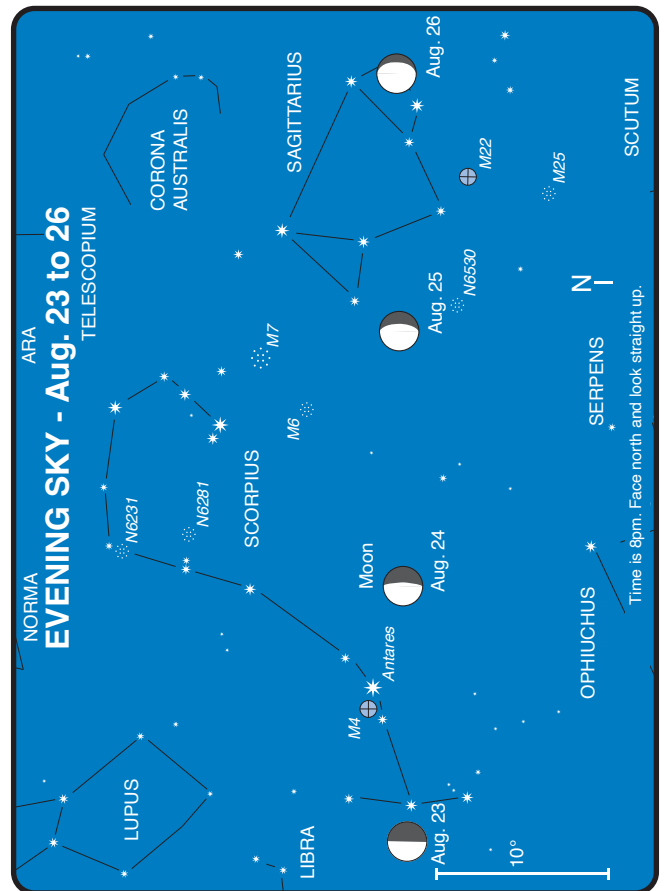 NORMA
ARA
EVENING SKY - Aug. 23 to 26
TELESCOPIUM
CORONA
AUSTRALIS
N6231
N6281
SCORPIUS
M7
M6
SAGITTARIUS
LUPUS
LIBRA
M4
Antares
Moon
Aug. 23
Aug. 24
Aug. 25
Aug. 26
N6530
M22
M25
10°
OPHIUCHUS
SERPENS
SCUTUM
N
Time is 8pm. Face north and look straight up.